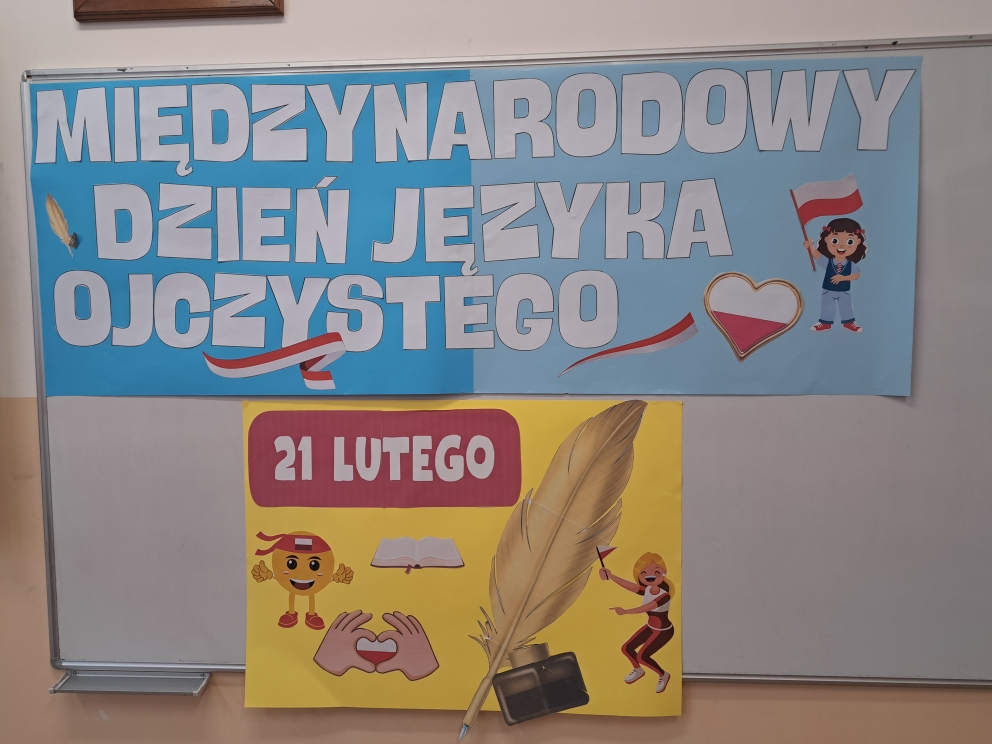 MIĘDZYNARODOWY
DZIEŃ JĘZYKA
OJCZYSTEGO
21 LUTEGO